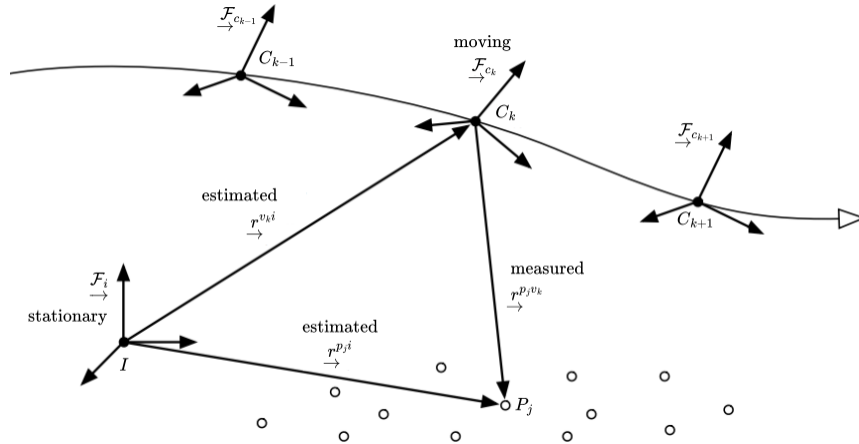 F_{c_{k-1}}
C_{k-1}
moving
F_{c_k}
C_k
F_{c_{k+1}}
C_{k+1}
estimated
r^{v_k i}
measured
r^{p_j v_k}
F_i
stationary
I
estimated
r^{p_j i}
P_j